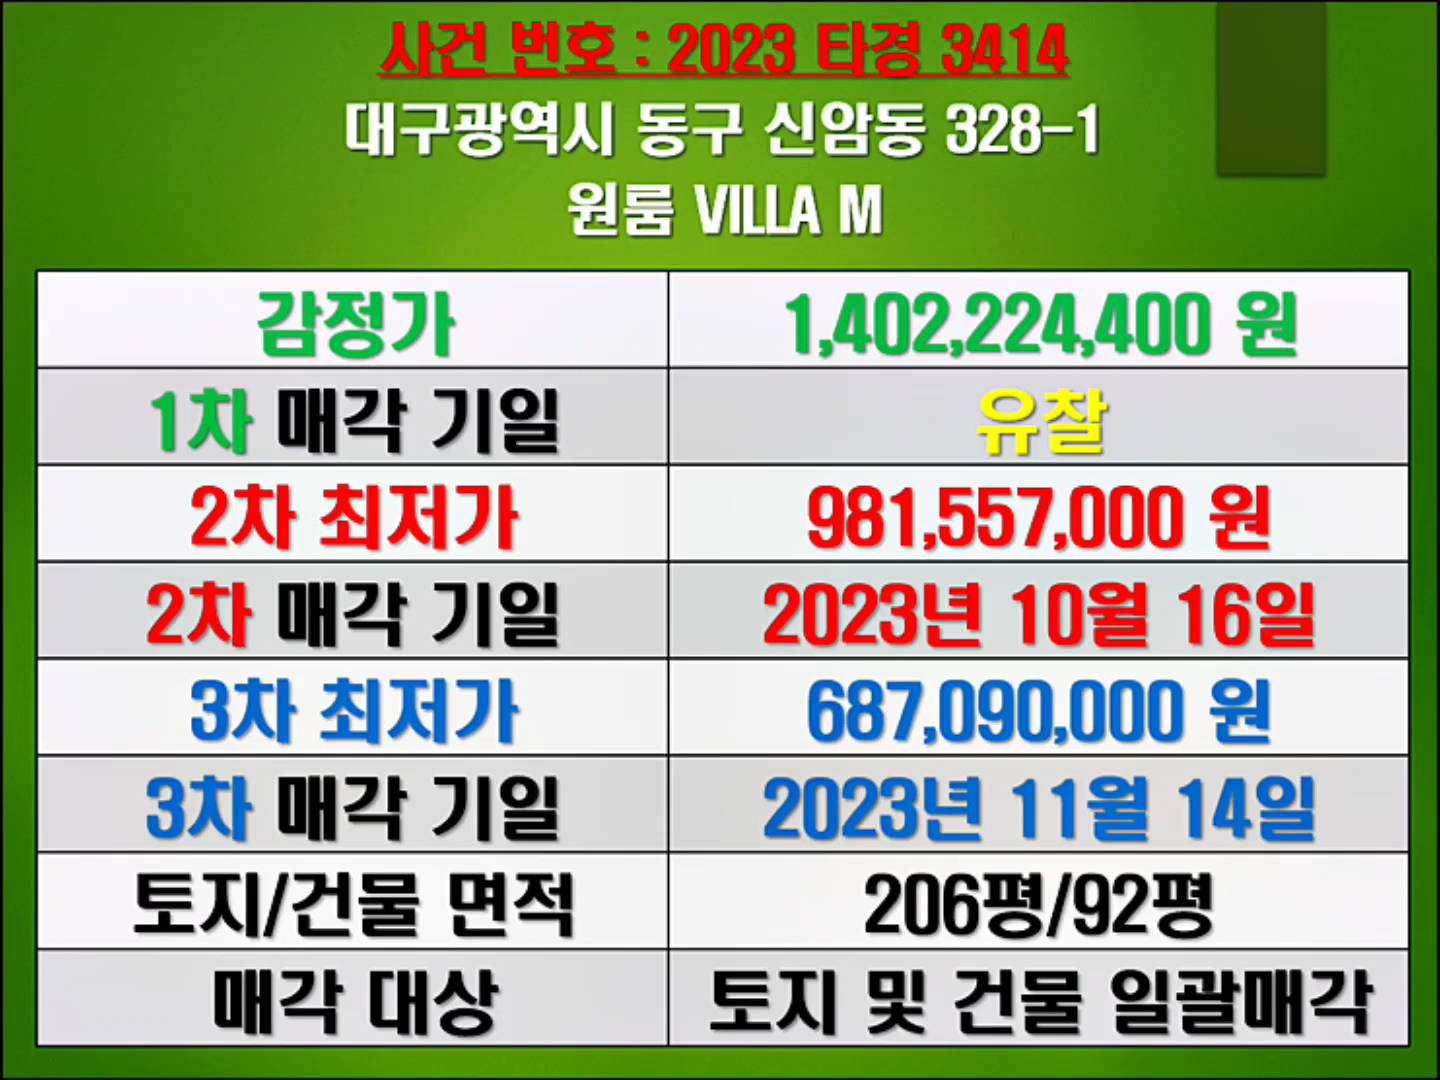 사건 번호 : 2023 타경 3414
대구광역시 동구 신암동 328-1
원룸 VILLA M
감정가 1,402,224,400 원
1차 매각 기일 유찰
2차 최저가 981,557,000 원
2차 매각 기일 2023년 10월 16일
3차 최저가 687,090,000 원
3차 매각 기일 2023년 11월 14일
토지/건물 면적 206평/92평
매각 대상 토지 및 건물 일괄매각